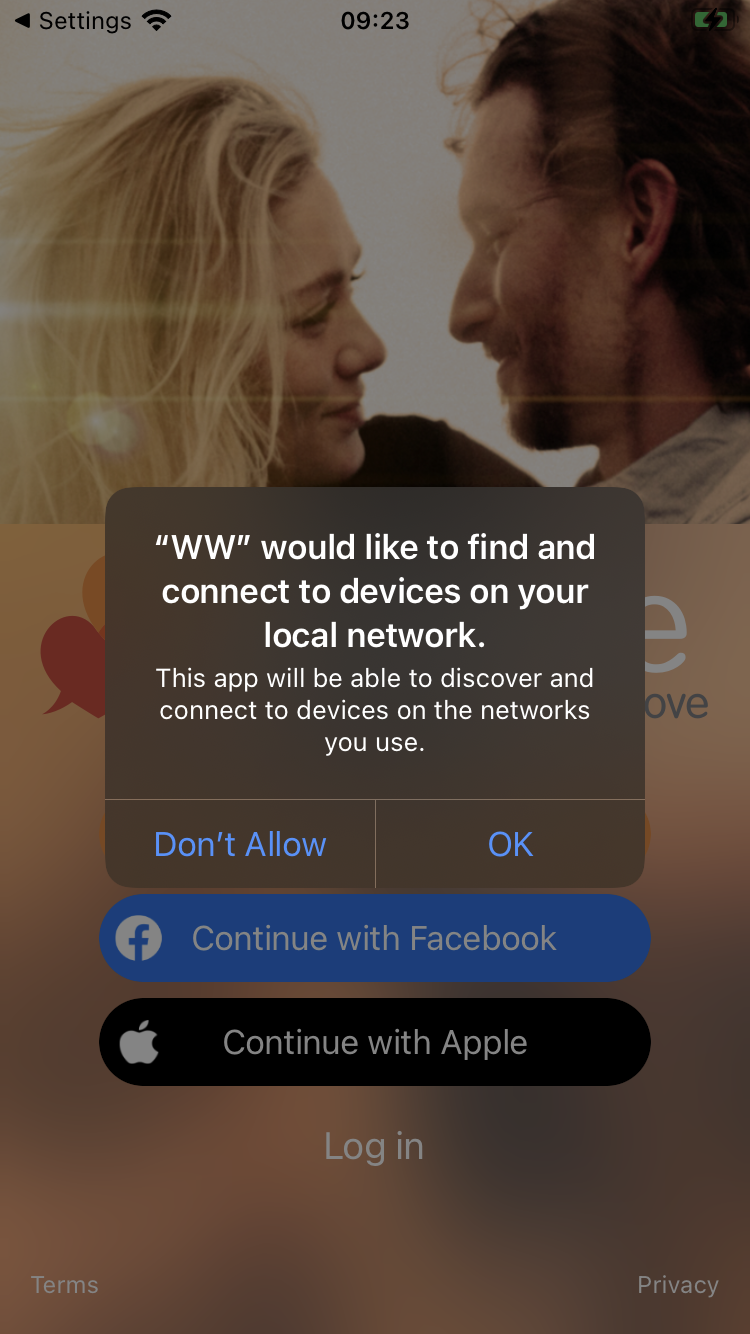 ◀ Settings
09:23
“WW” would like to find and
connect to devices on your
local network.
This app will be able to discover and
connect to devices on the networks
you use.
Don’t Allow
OK
Continue with Facebook
Continue with Apple
Log in
Terms
Privacy